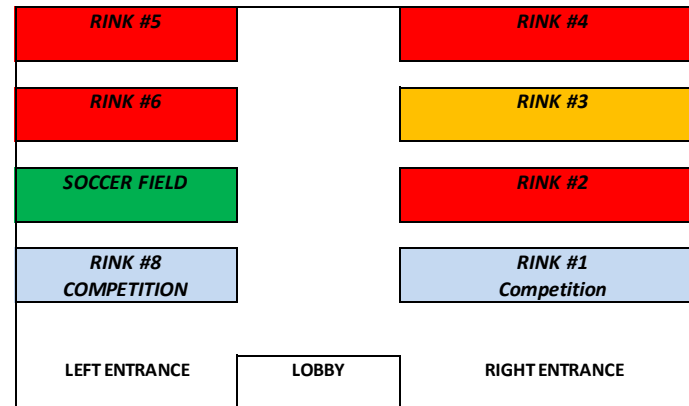 RINK #5
RINK #4
RINK #6
RINK #3
SOCCER FIELD
RINK #2
RINK #8
COMPETITION
RINK #1
Competition
LEFT ENTRANCE
LOBBY
RIGHT ENTRANCE